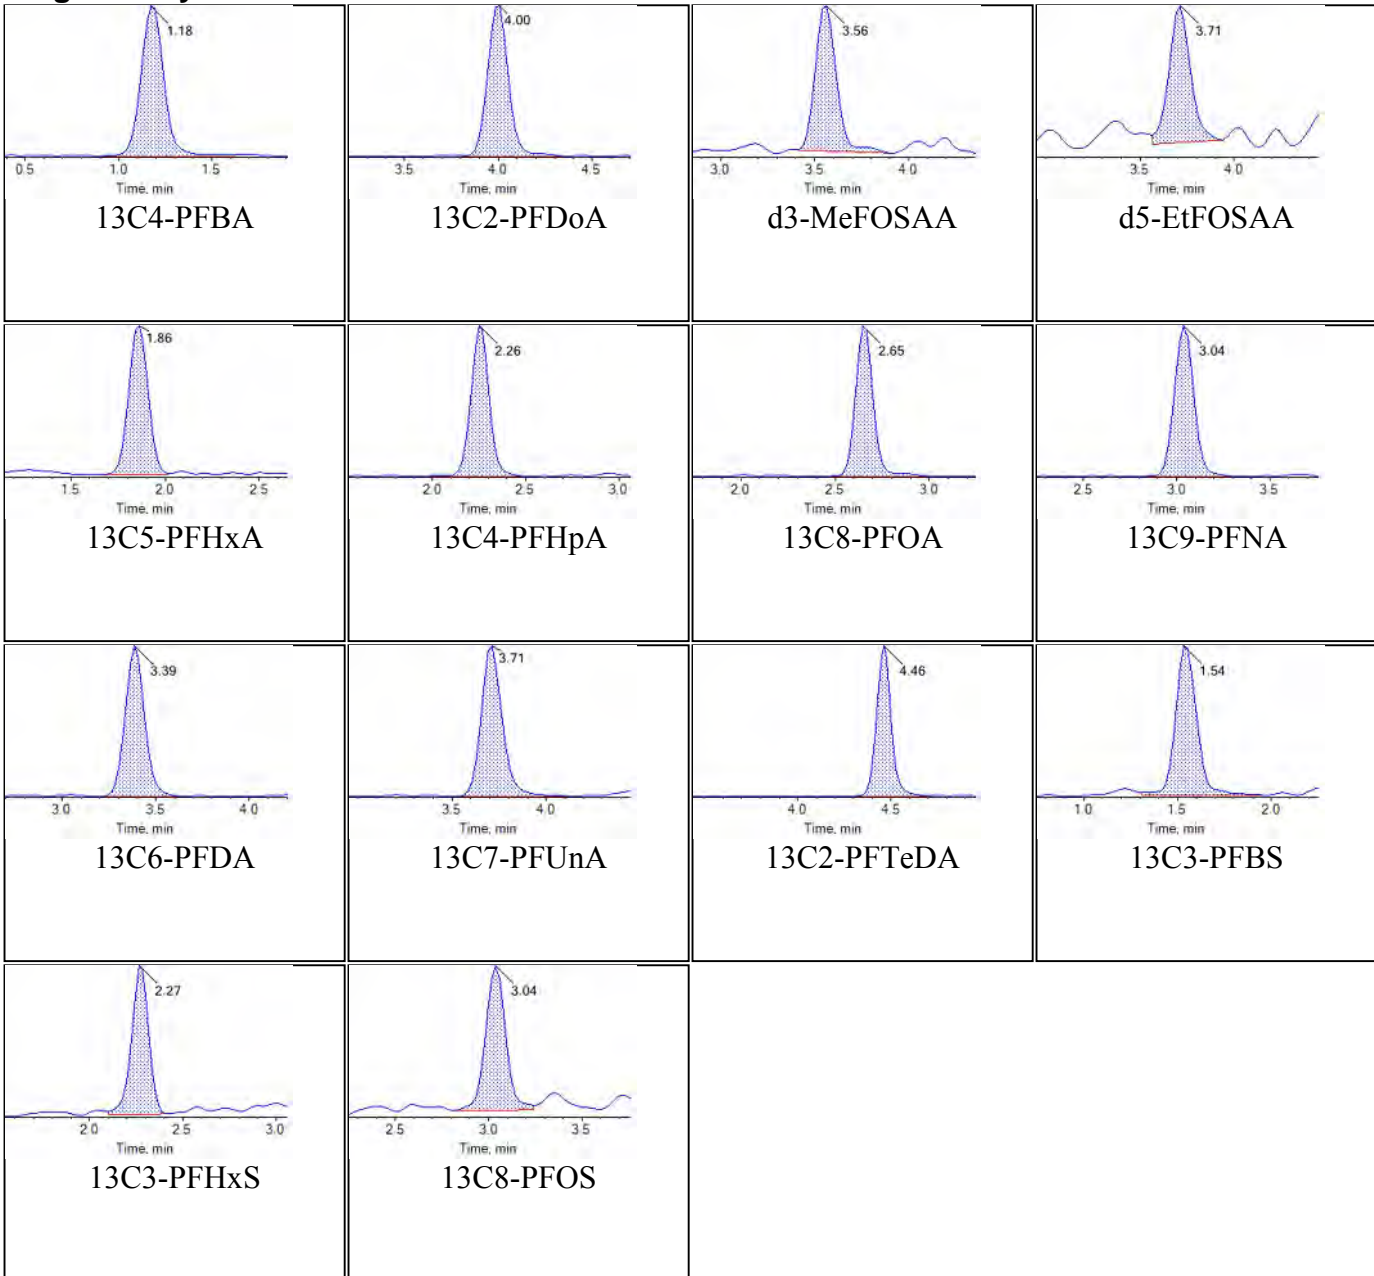 1.18
0.5 1.0 1.5
Time, min
13C4-PFBA
4.00
3.5 4.0 4.5
Time, min
13C2-PFDoA
3.56
3.0 3.5 4.0
Time, min
d3-MeFOSAA
3.71
3.5 4.0
Time, min
d5-EtFOSAA
1.86
1.5 2.0 2.5
Time, min
13C5-PFHxA
2.26
2.0 2.5 3.0
Time, min
13C4-PFHpA
2.65
2.0 2.5 3.0
Time, min
13C8-PFOA
3.04
2.5 3.0 3.5
Time, min
13C9-PFNA
3.39
3.0 3.5 4.0
Time, min
13C6-PFDA
3.71
3.5 4.0
Time, min
13C7-PFUnA
4.46
4.0 4.5
Time, min
13C2-PFTeDA
1.54
1.0 1.5 2.0
Time, min
13C3-PFBS
2.27
2.0 2.5 3.0
Time, min
13C3-PFHxS
3.04
2.5 3.0 3.5
Time, min
13C8-PFOS